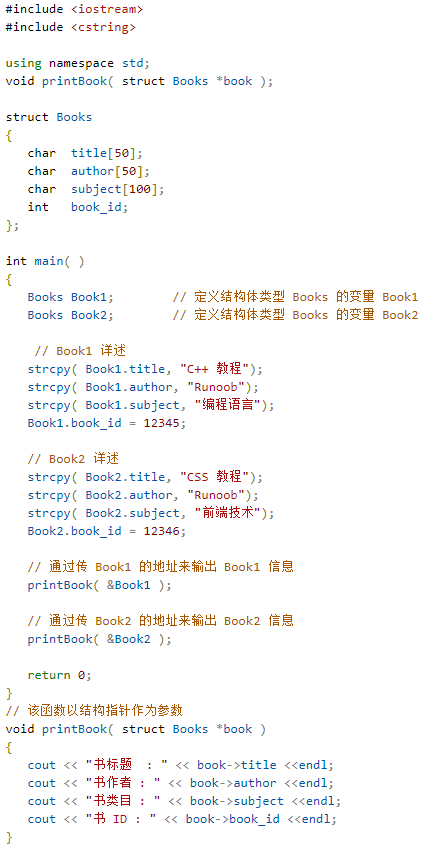 #include <iostream>
#include <cstring>
using namespace std;
void printBook( struct Books *book );
struct Books
{
   char  title[50];
   char  author[50];
   char  subject[100];
   int   book_id;
};
int main( )
{
   Books Book1;        // 定义结构体类型 Books 的变量 Book1
   Books Book2;        // 定义结构体类型 Books 的变量 Book2
    // Book1 详述
   strcpy( Book1.title, "C++ 教程");
   strcpy( Book1.author, "Runoob");
   strcpy( Book1.subject, "编程语言");
   Book1.book_id = 12345;
   // Book2 详述
   strcpy( Book2.title, "CSS 教程");
   strcpy( Book2.author, "Runoob");
   strcpy( Book2.subject, "前端技术");
   Book2.book_id = 12346;
   // 通过传 Book1 的地址来输出 Book1 信息
   printBook( &Book1 );
   // 通过传 Book2 的地址来输出 Book2 信息
   printBook( &Book2 );
   return 0;
}
// 该函数以结构指针作为参数
void printBook( struct Books *book )
{
   cout << "书标题  : " << book->title <<endl;
   cout << "书作者 : " << book->author <<endl;
   cout << "书类目 : " << book->subject <<endl;
   cout << "书 ID : " << book->book_id <<endl;
}